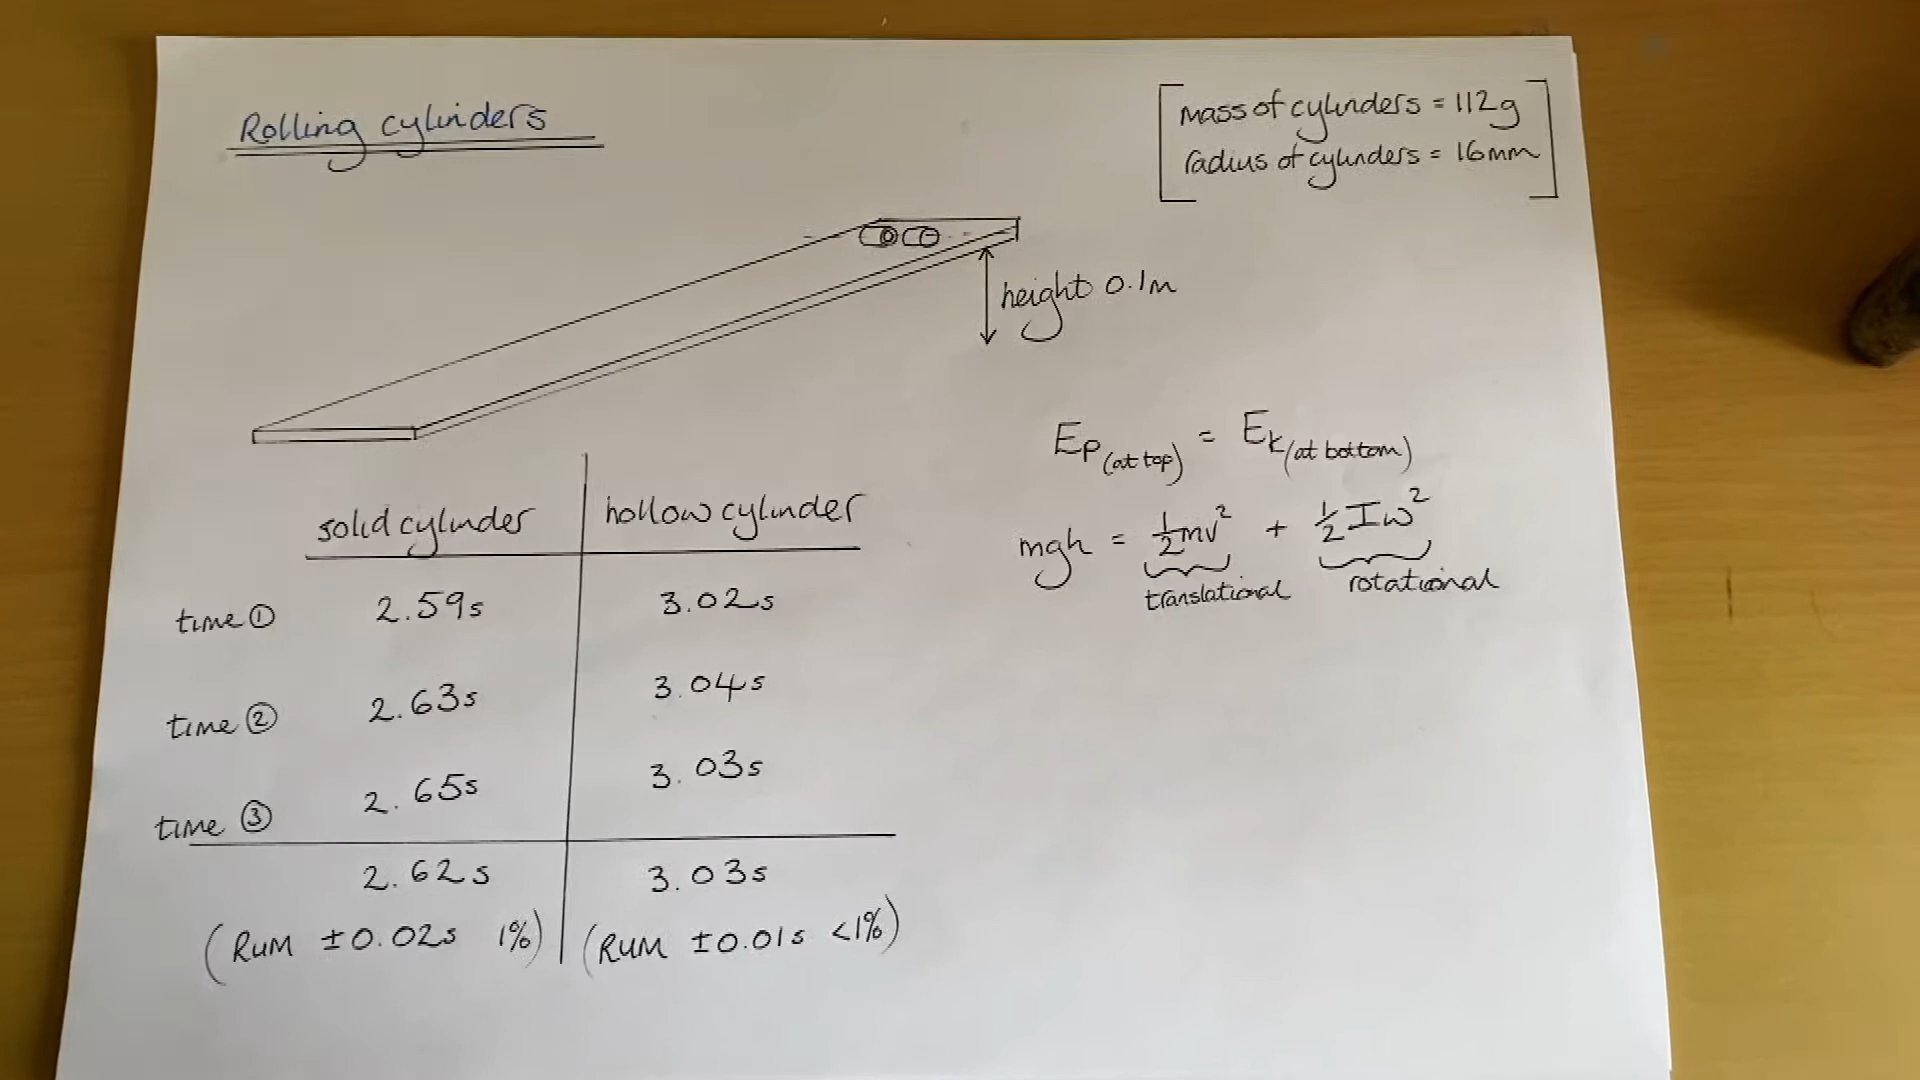 Rolling cylinders
[mass of cylinders = 112g
radius of cylinders = 16mm]
height 0.1m
Ep(at top) = Ek(at bottom)
mgh = ½mv² + ½Iω²
translational rotational
solid cylinder hollow cylinder
time ① 2.59s 3.02s
time ② 2.63s 3.04s
time ③ 2.65s 3.03s
2.62s 3.03s
(RUM ±0.02s 1%) (RUM ±0.01s <1%)